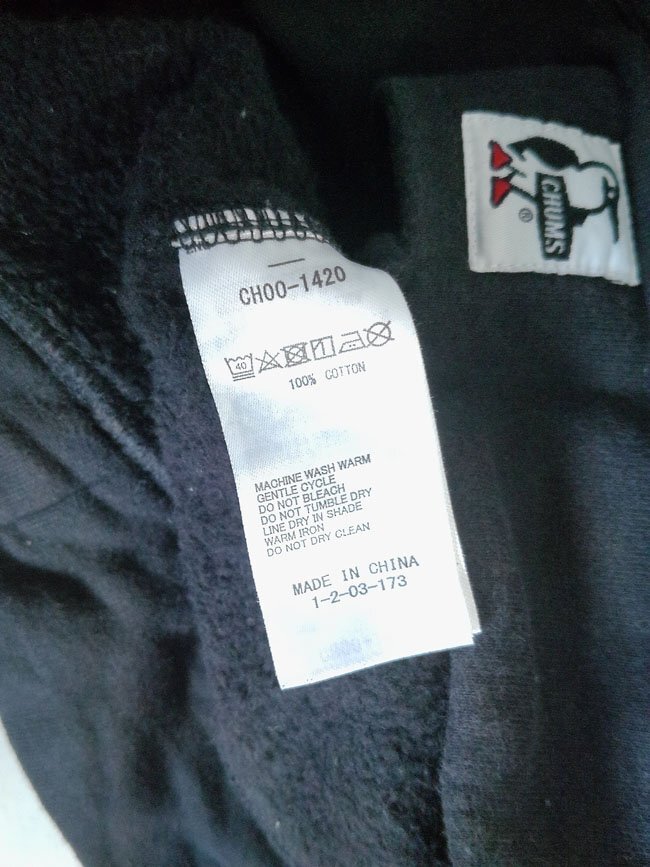 CHUMS
®
CH00-1420
40
100% COTTON
MACHINE WASH WARM
GENTLE CYCLE
DO NOT BLEACH
DO NOT TUMBLE DRY
LINE DRY IN SHADE
WARM IRON
DO NOT DRY CLEAN
MADE IN CHINA
1-2-03-173